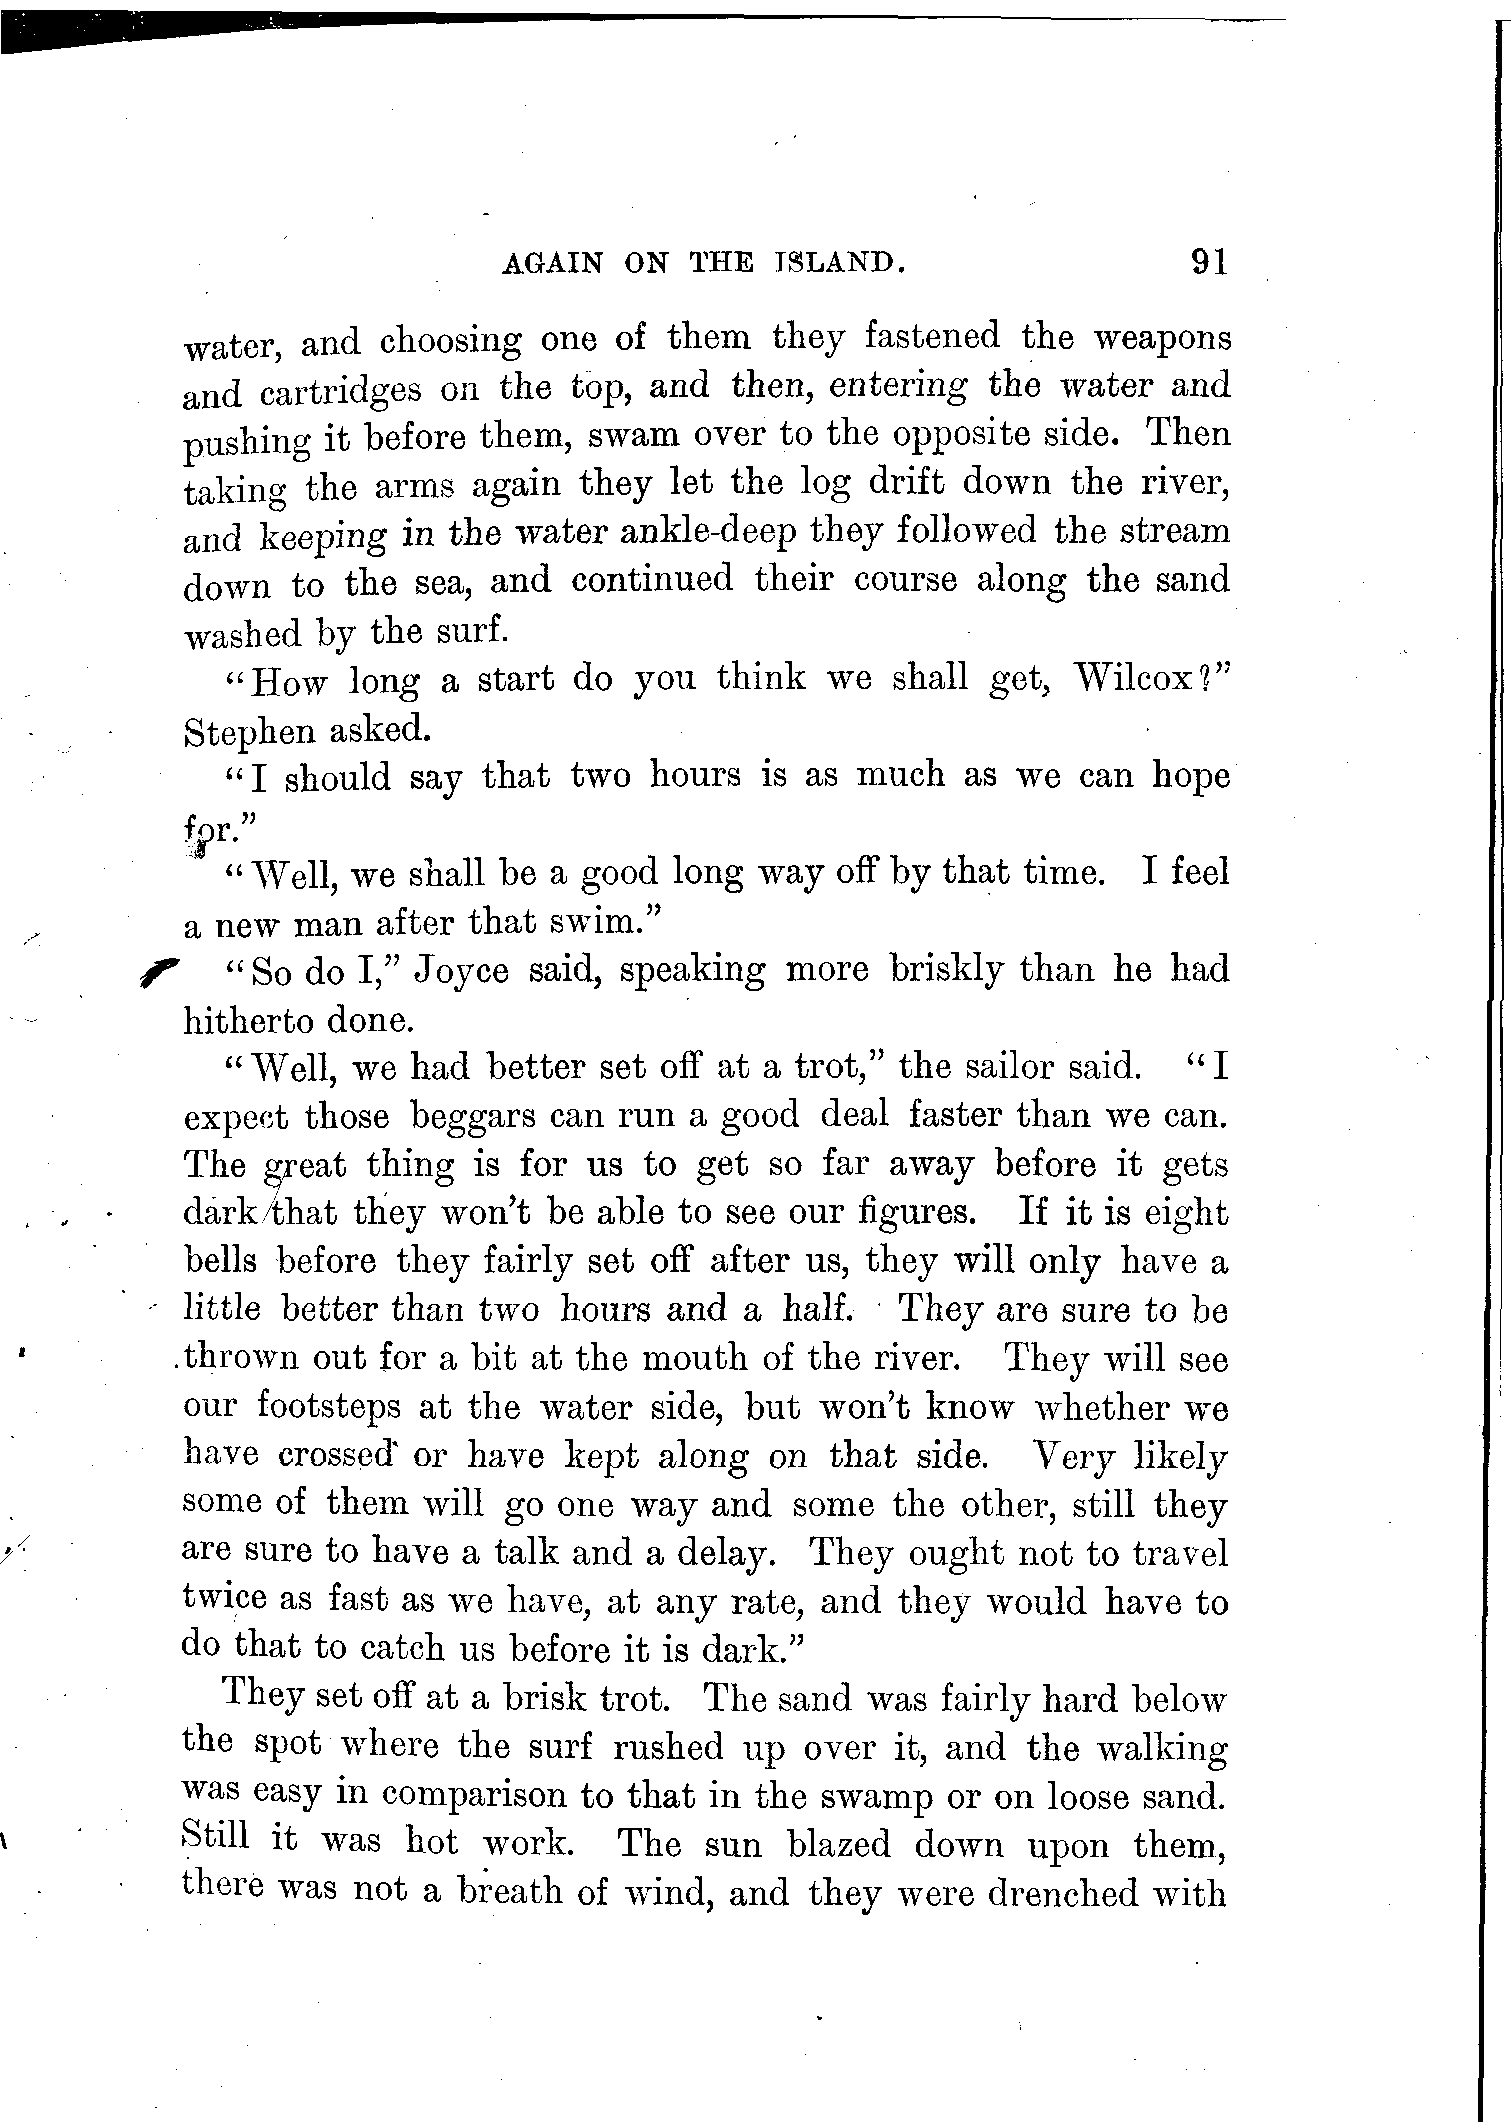 AGAIN ON THE ISLAND. 91
water, and choosing one of them they fastened the weapons
and cartridges on the top, and then, entering the water and
pushing it before them, swam over to the opposite side. Then
taking the arms again they let the log drift down the river,
and keeping in the water ankle-deep they followed the stream
down to the sea, and continued their course along the sand
washed by the surf.
"How long a start do you think we shall get, Wilcox?"
Stephen asked.
"I should say that two hours is as much as we can hope
for."
"Well, we shall be a good long way off by that time. I feel
a new man after that swim."
"So do I," Joyce said, speaking more briskly than he had
hitherto done.
"Well, we had better set off at a trot," the sailor said. "I
expect those beggars can run a good deal faster than we can.
The great thing is for us to get so far away before it gets
dark that they won't be able to see our figures. If it is eight
bells before they fairly set off after us, they will only have a
little better than two hours and a half. They are sure to be
thrown out for a bit at the mouth of the river. They will see
our footsteps at the water side, but won't know whether we
have crossed or have kept along on that side. Very likely
some of them will go one way and some the other, still they
are sure to have a talk and a delay. They ought not to travel
twice as fast as we have, at any rate, and they would have to
do that to catch us before it is dark."
They set off at a brisk trot. The sand was fairly hard below
the spot where the surf rushed up over it, and the walking
was easy in comparison to that in the swamp or on loose sand.
Still it was hot work. The sun blazed down upon them,
there was not a breath of wind, and they were drenched with